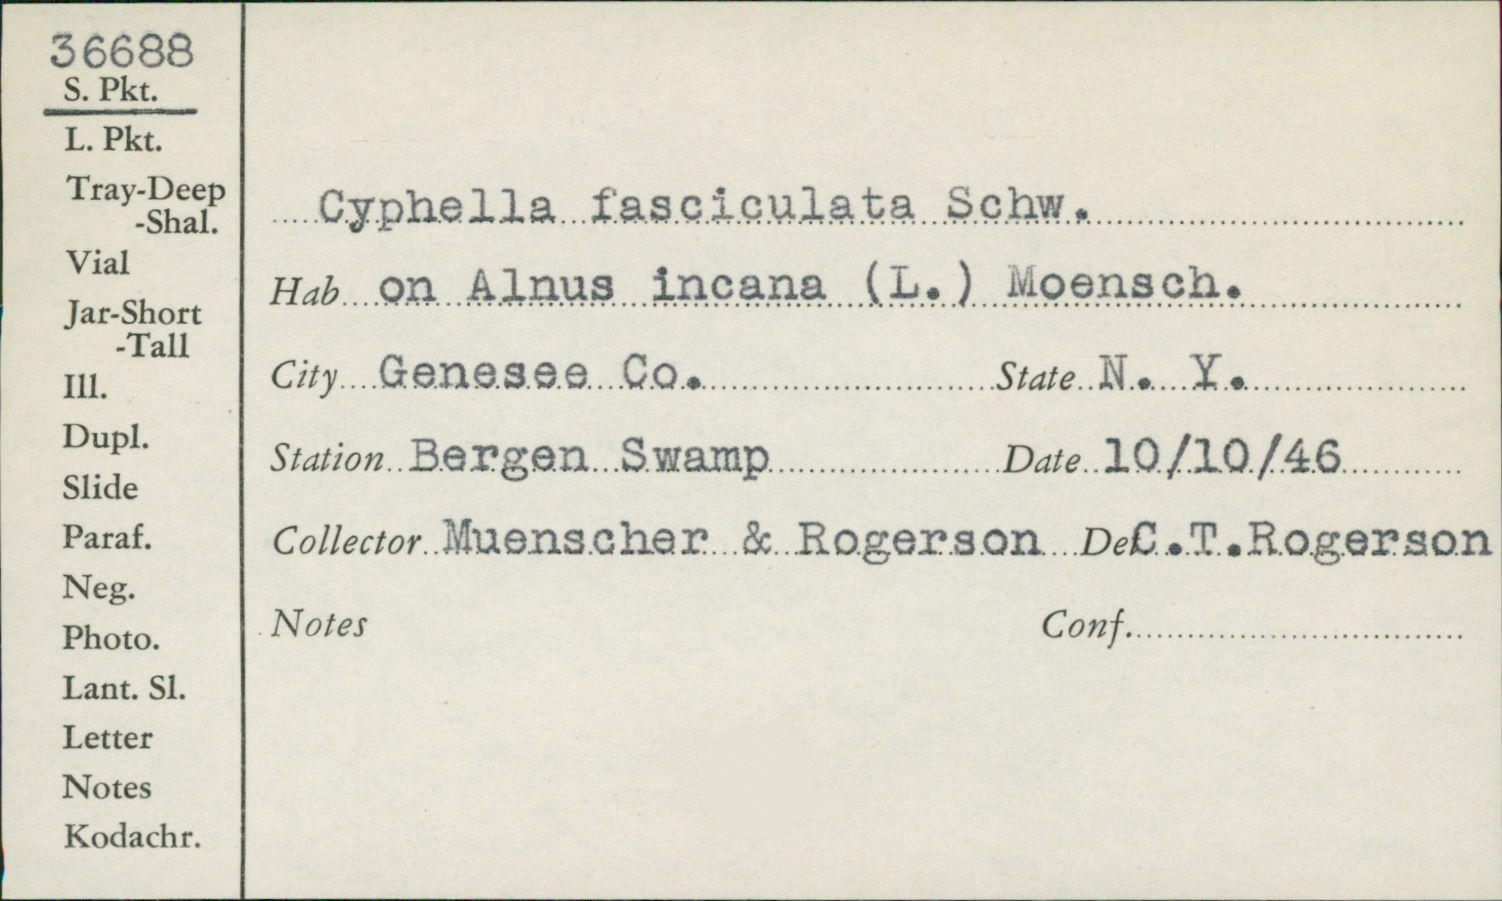 36688
S. Pkt.
L. Pkt.
Tray-Deep
-Shal.
Vial
Jar-Short
-Tall
Ill.
Dupl.
Slide
Paraf.
Neg.
Photo.
Lant. Sl.
Letter
Notes
Kodachr.
Cyphella fasciculata Schw.
Hab on Alnus incana (L.) Moensch.
City Genesee Co. State N. Y.
Station Bergen Swamp Date 10/10/46
Collector Muenscher & Rogerson Det C.T.Rogerson
Notes Conf.